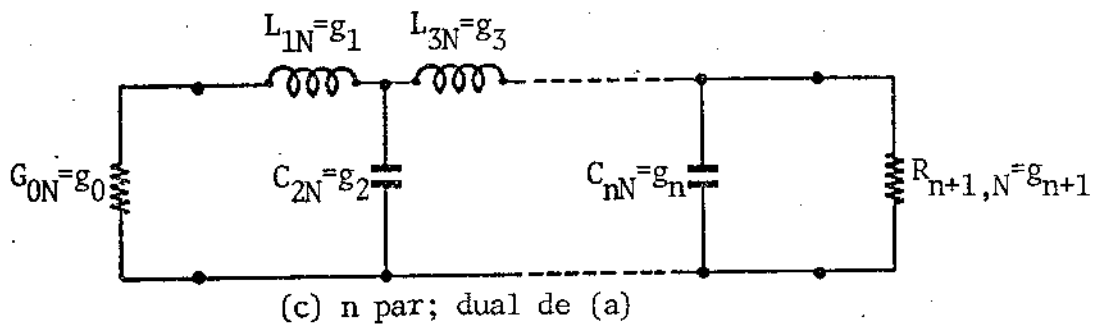 L1N=g1 L3N=g3
G0N=g0 C2N=g2 CnN=gn Rn+1,N=gn+1
(c) n par; dual de (a)